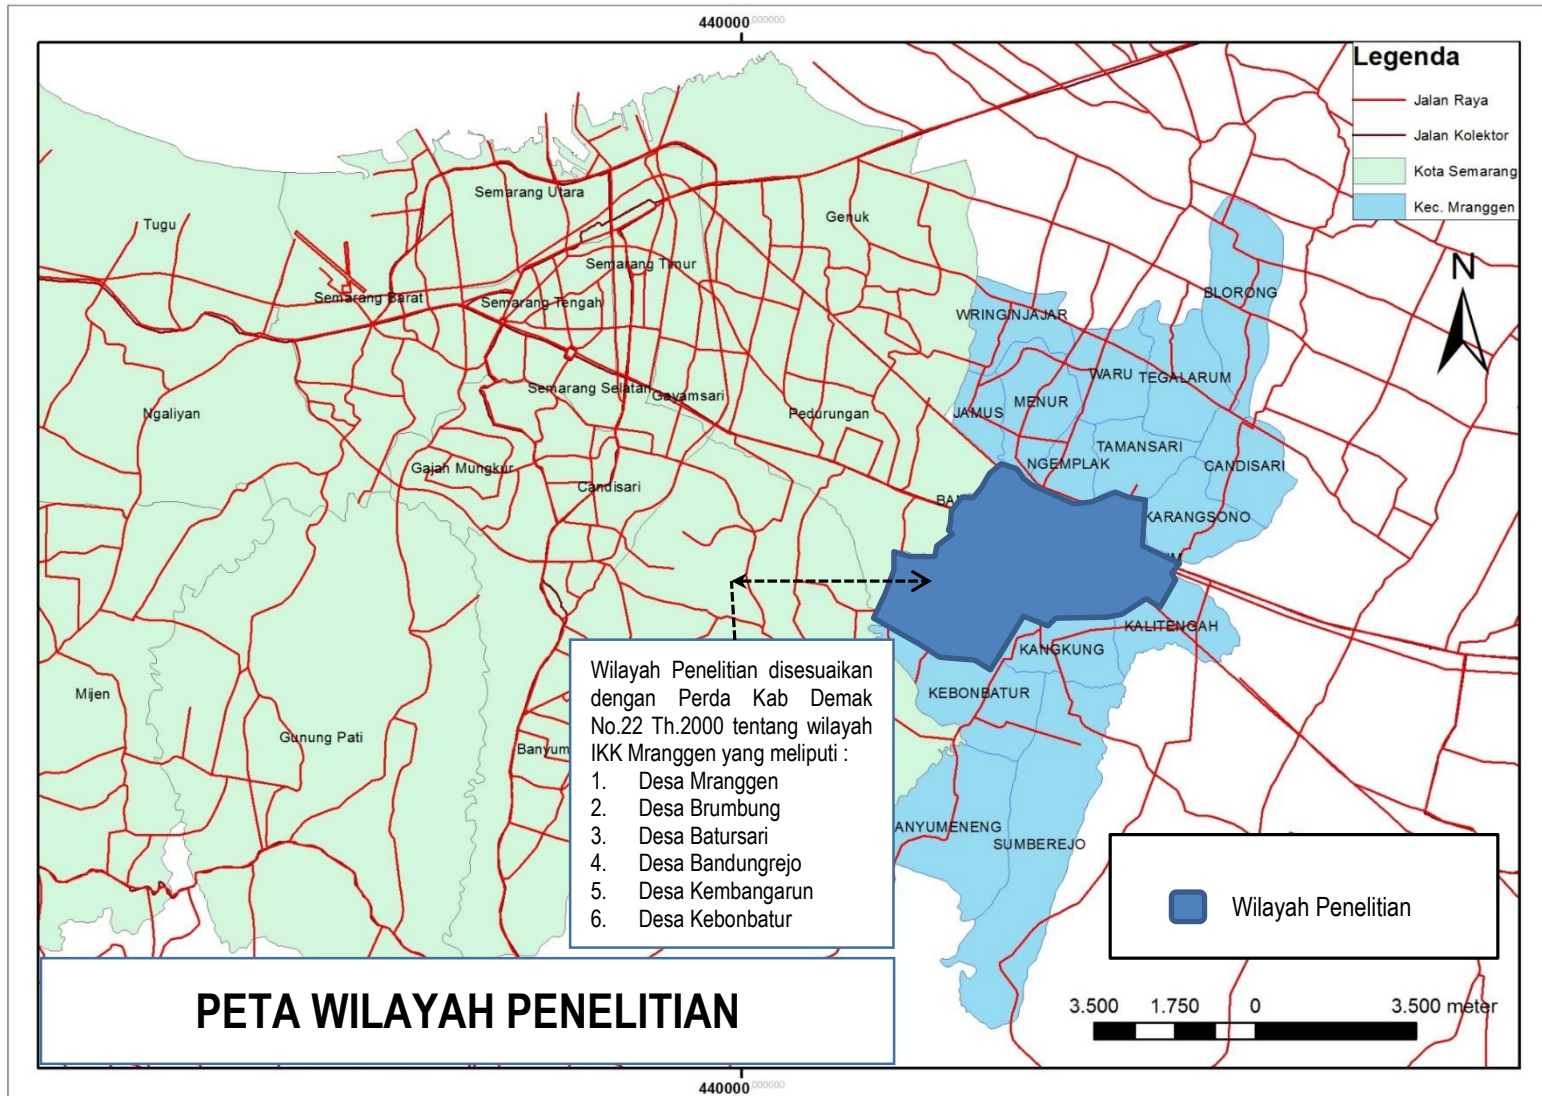 440000,000000
Legenda
Jalan Raya
Jalan Kolektor
Kota Semarang
Kec. Mranggen
N
Semarang Utara
Tugu
Genuk
Semarang Timur
Semarang Barat
Semarang Tengah
BLORONG
WRINGINJAJAR
WARU
TEGALARUM
Semarang Selatan
Gayamsari
Ngaliyan
Pedurungan
JAMUS
MENUR
TAMANSARI
Gajah Mungkur
NGEMPLAK
CANDISARI
Candisari
KARANGSONO
KALITENGAH
KANGKUNG
Mijen
KEBONBATUR
Gunung Pati
Banyum
ANYUMENENG
SUMBEREJO
Wilayah Penelitian disesuaikan
dengan Perda Kab Demak
No.22 Th.2000 tentang wilayah
IKK Mranggen yang meliputi :
1. Desa Mranggen
2. Desa Brumbung
3. Desa Batursari
4. Desa Bandungrejo
5. Desa Kembangarun
6. Desa Kebonbatur
Wilayah Penelitian
PETA WILAYAH PENELITIAN
3.500 1.750 0 3.500 meter
440000,000000